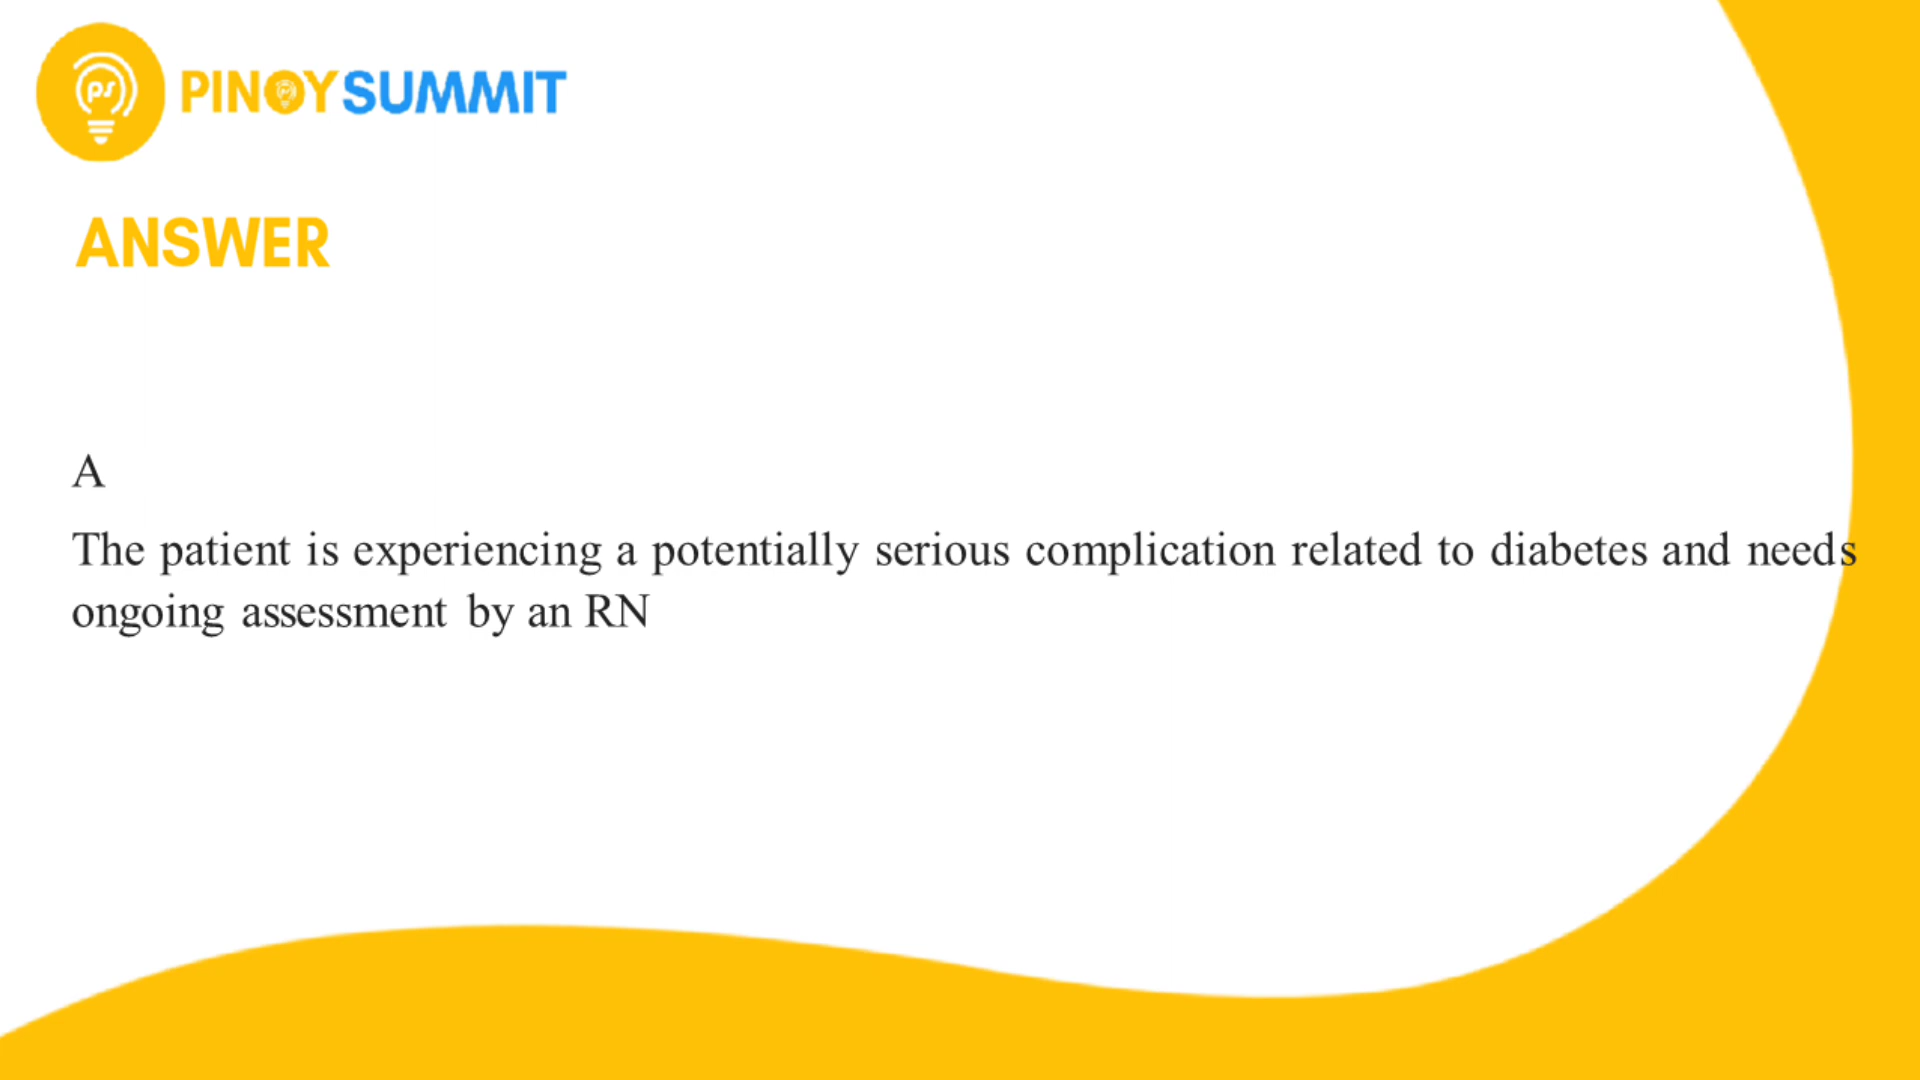 PINOYSUMMIT
ANSWER
A
The patient is experiencing a potentially serious complication related to diabetes and needs
ongoing assessment by an RN